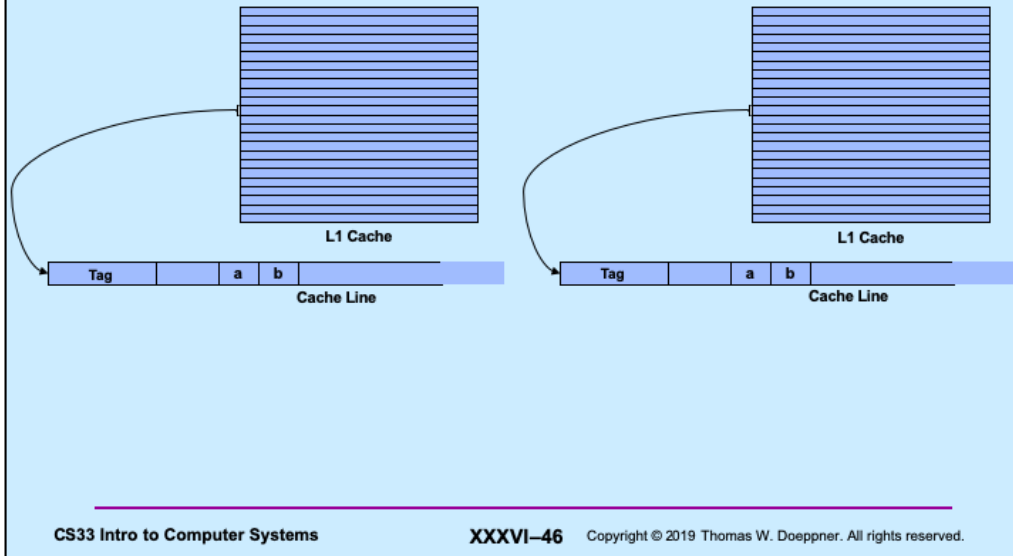 L1 Cache
L1 Cache
Tag a b
Tag a b
Cache Line
Cache Line
CS33 Intro to Computer Systems
XXXVI–46
Copyright © 2019 Thomas W. Doeppner. All rights reserved.